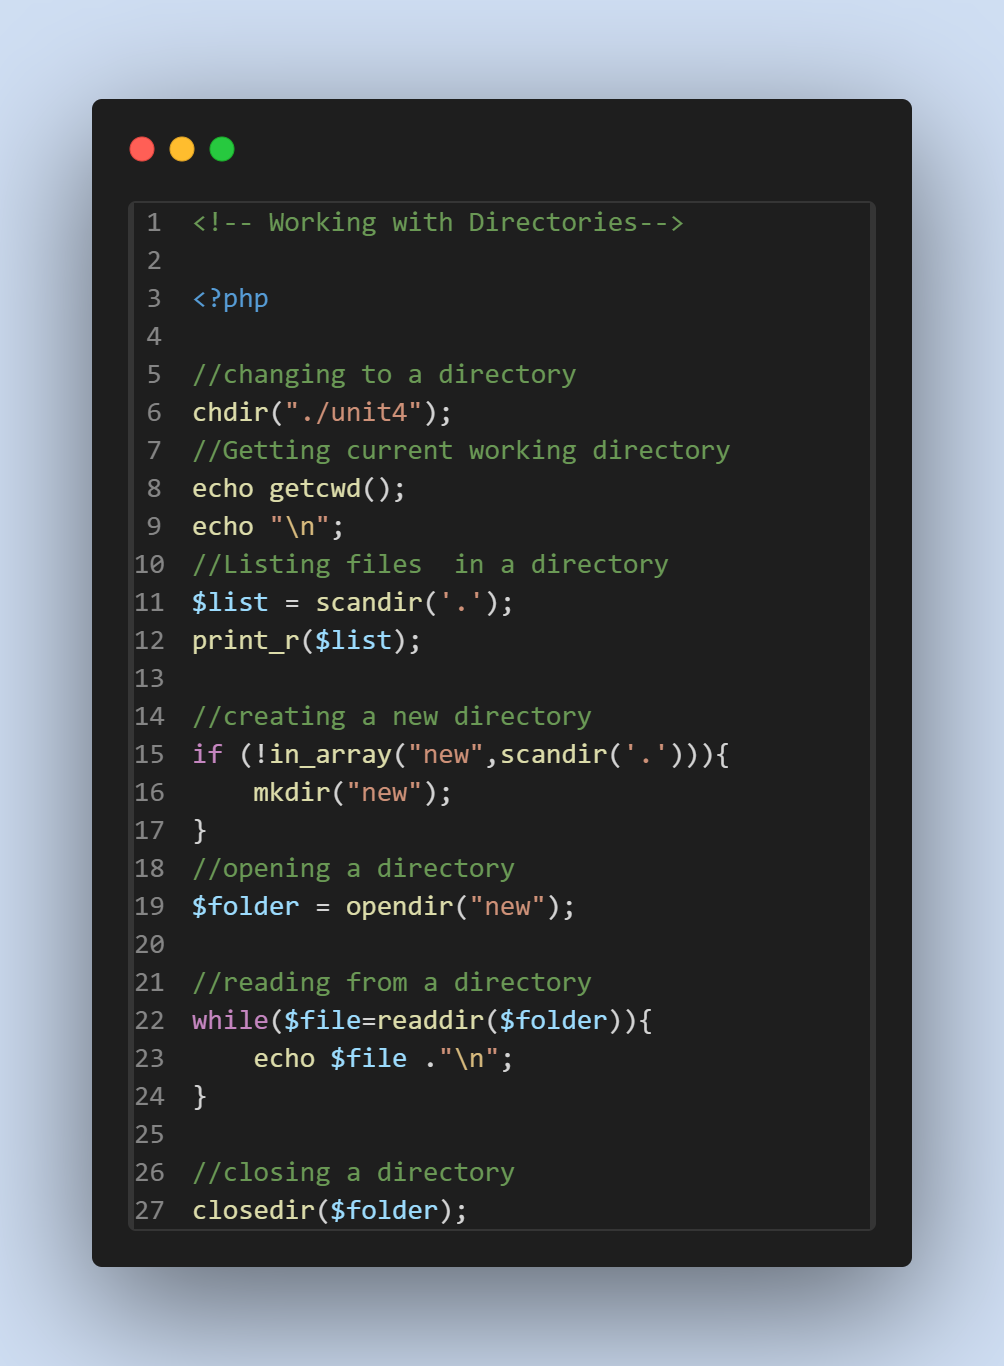 1 <!-- Working with Directories-->
2
3 <?php
4
5 //changing to a directory
6 chdir("./unit4");
7 //Getting current working directory
8 echo getcwd();
9 echo "\n";
10 //Listing files  in a directory
11 $list = scandir('.');
12 print_r($list);
13
14 //creating a new directory
15 if (!in_array("new",scandir('.'))){
16     mkdir("new");
17 }
18 //opening a directory
19 $folder = opendir("new");
20
21 //reading from a directory
22 while($file=readdir($folder)){
23     echo $file ."\n";
24 }
25
26 //closing a directory
27 closedir($folder);